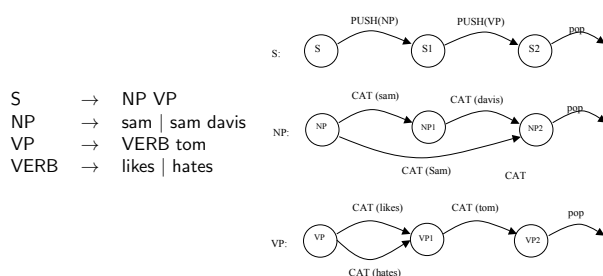 S → NP VP
NP → sam | sam davis
VP → VERB tom
VERB → likes | hates
PUSH(NP) PUSH(VP) pop
S: S S1 S2
CAT (sam) CAT (davis) pop
NP: NP NP1 NP2
CAT (Sam) CAT
CAT (likes) CAT (tom) pop
VP: VP VP1 VP2
CAT (hates)